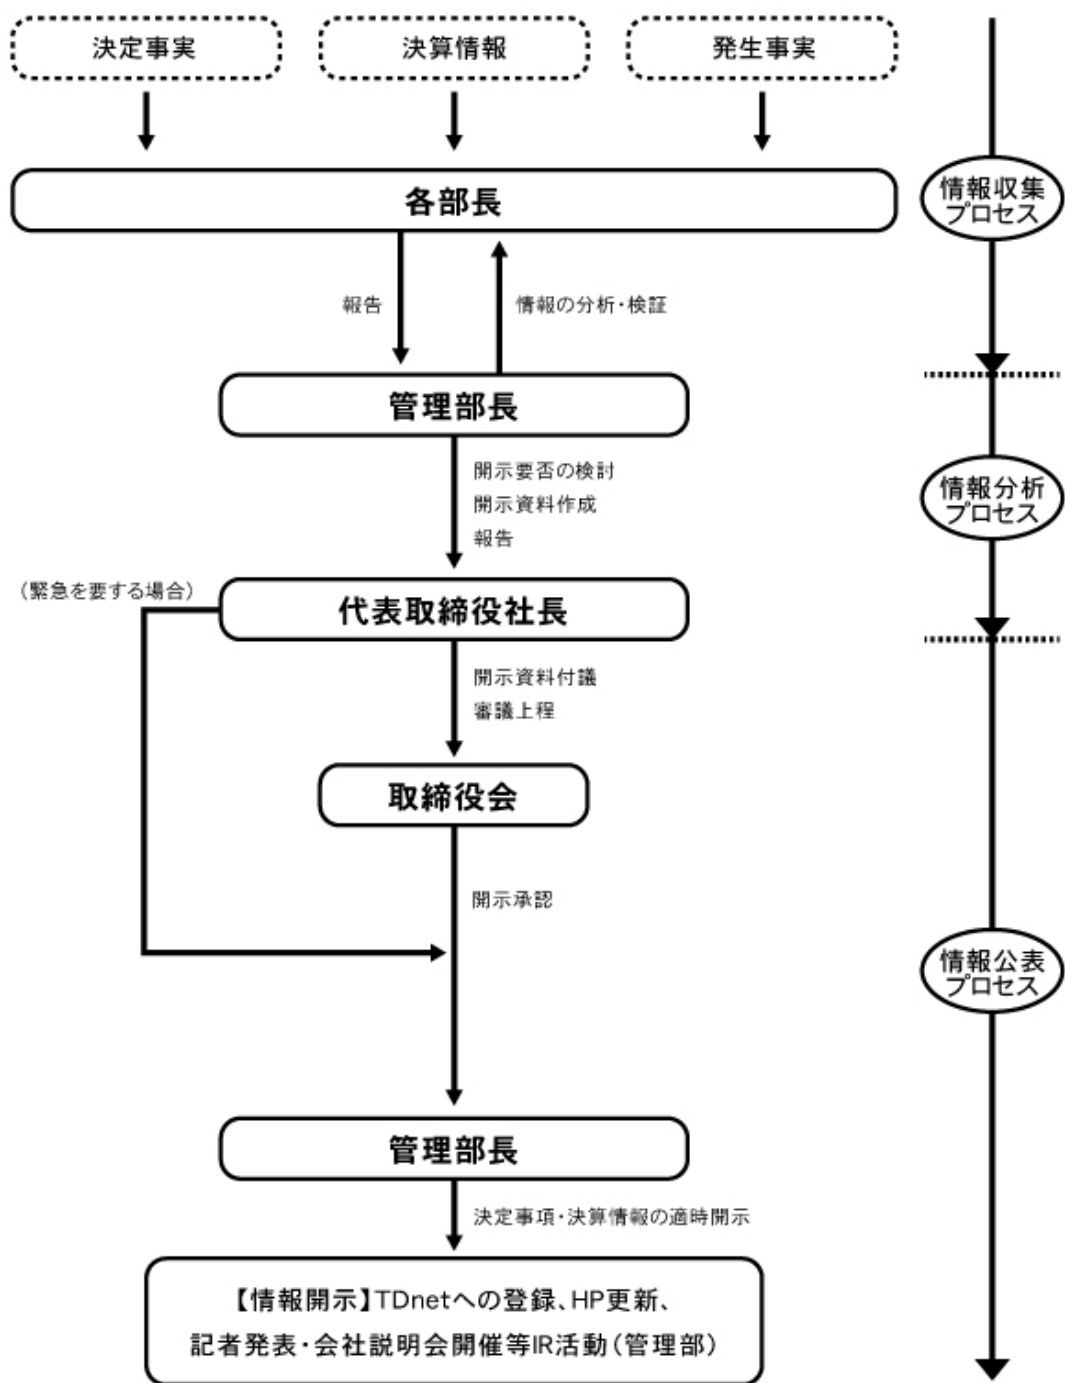 決定事実
決算情報
発生事実
各部長
情報収集
プロセス
報告
情報の分析・検証
管理部長
開示要否の検討
開示資料作成
報告
情報分析
プロセス
(緊急を要する場合)
代表取締役社長
開示資料付議
審議上程
取締役会
開示承認
情報公表
プロセス
管理部長
決定事項・決算情報の適時開示
【情報開示】TDnetへの登録、HP更新、
記者発表・会社説明会開催等IR活動(管理部)